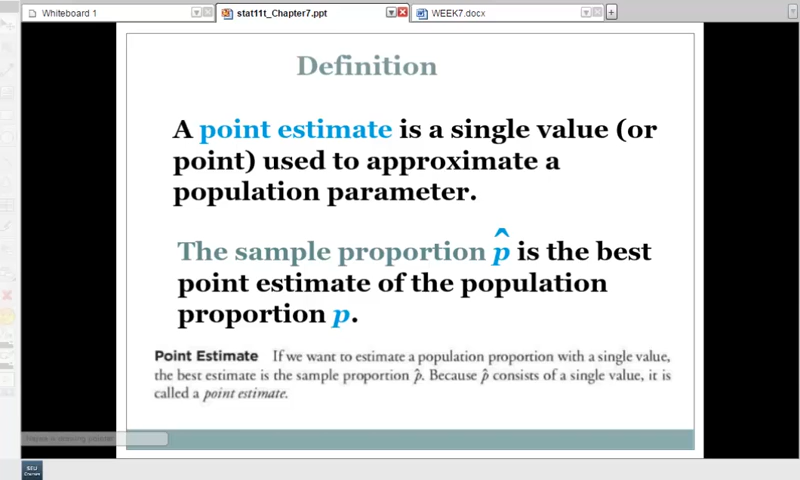 Whiteboard 1
stat11t_Chapter7.ppt
WEEK7.docx
Definition
A point estimate is a single value (or
point) used to approximate a
population parameter.
The sample proportion p̂ is the best
point estimate of the population
proportion p.
Point Estimate If we want to estimate a population proportion with a single value,
the best estimate is the sample proportion p̂. Because p̂ consists of a single value, it is
called a point estimate.
SEU